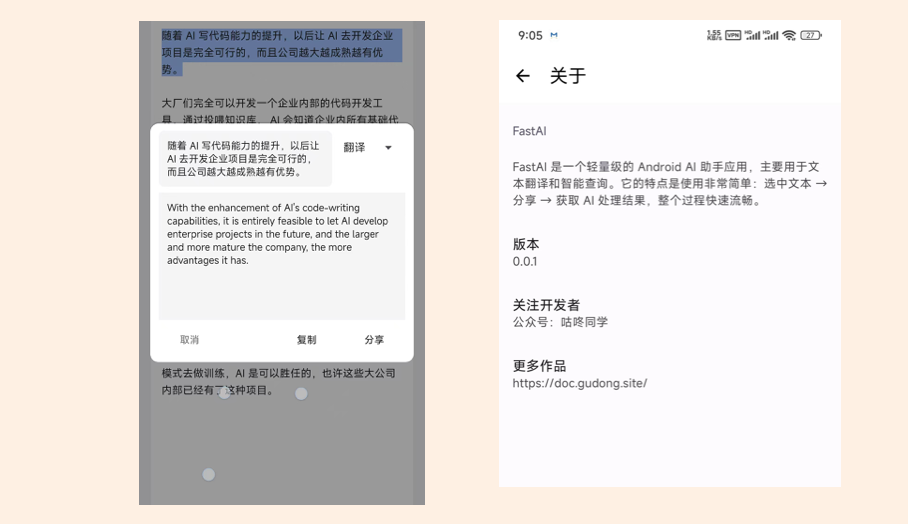 随着 AI 写代码能力的提升，以后让 AI 去开发企业
项目是完全可行的，而且公司越大越成熟越有优
势。
大厂们完全可以开发一个企业内部的代码开发工
具，通过投喂知识库， AI 会知道企业内所有基础代
随着 AI 写代码能力的提升，以后让
AI 去开发企业项目是完全可行的，
而且公司越大越成熟越有优势。
翻译
With the enhancement of AI's code-writing
capabilities, it is entirely feasible to let AI develop
enterprise projects in the future, and the larger
and more mature the company, the more
advantages it has.
取消
复制
分享
模式去做训练，AI 是可以胜任的，也许这些大公司
内部已经有了这种项目。
9:05
1.55 KB/S VPN HD HD 27
关于
FastAI
FastAI 是一个轻量级的 Android AI 助手应用，主要用于文
本翻译和智能查询。它的特点是使用非常简单：选中文本 →
分享 → 获取 AI 处理结果，整个过程快速流畅。
版本
0.0.1
关注开发者
公众号：咕咚同学
更多作品
https://doc.gudong.site/